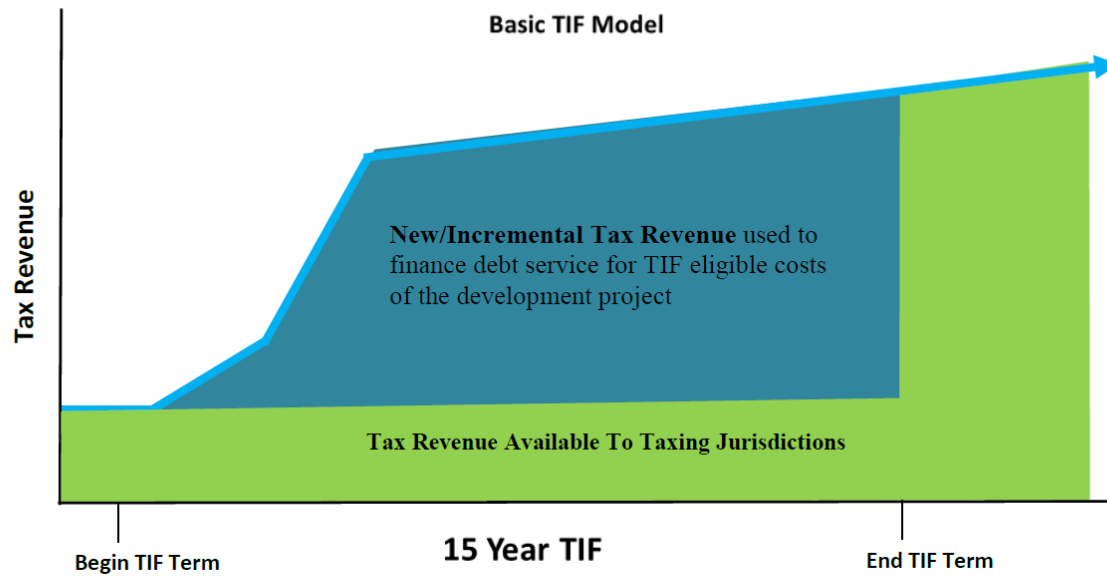 Basic TIF Model
Tax Revenue
New/Incremental Tax Revenue used to
finance debt service for TIF eligible costs
of the development project
Tax Revenue Available To Taxing Jurisdictions
Begin TIF Term
15 Year TIF
End TIF Term